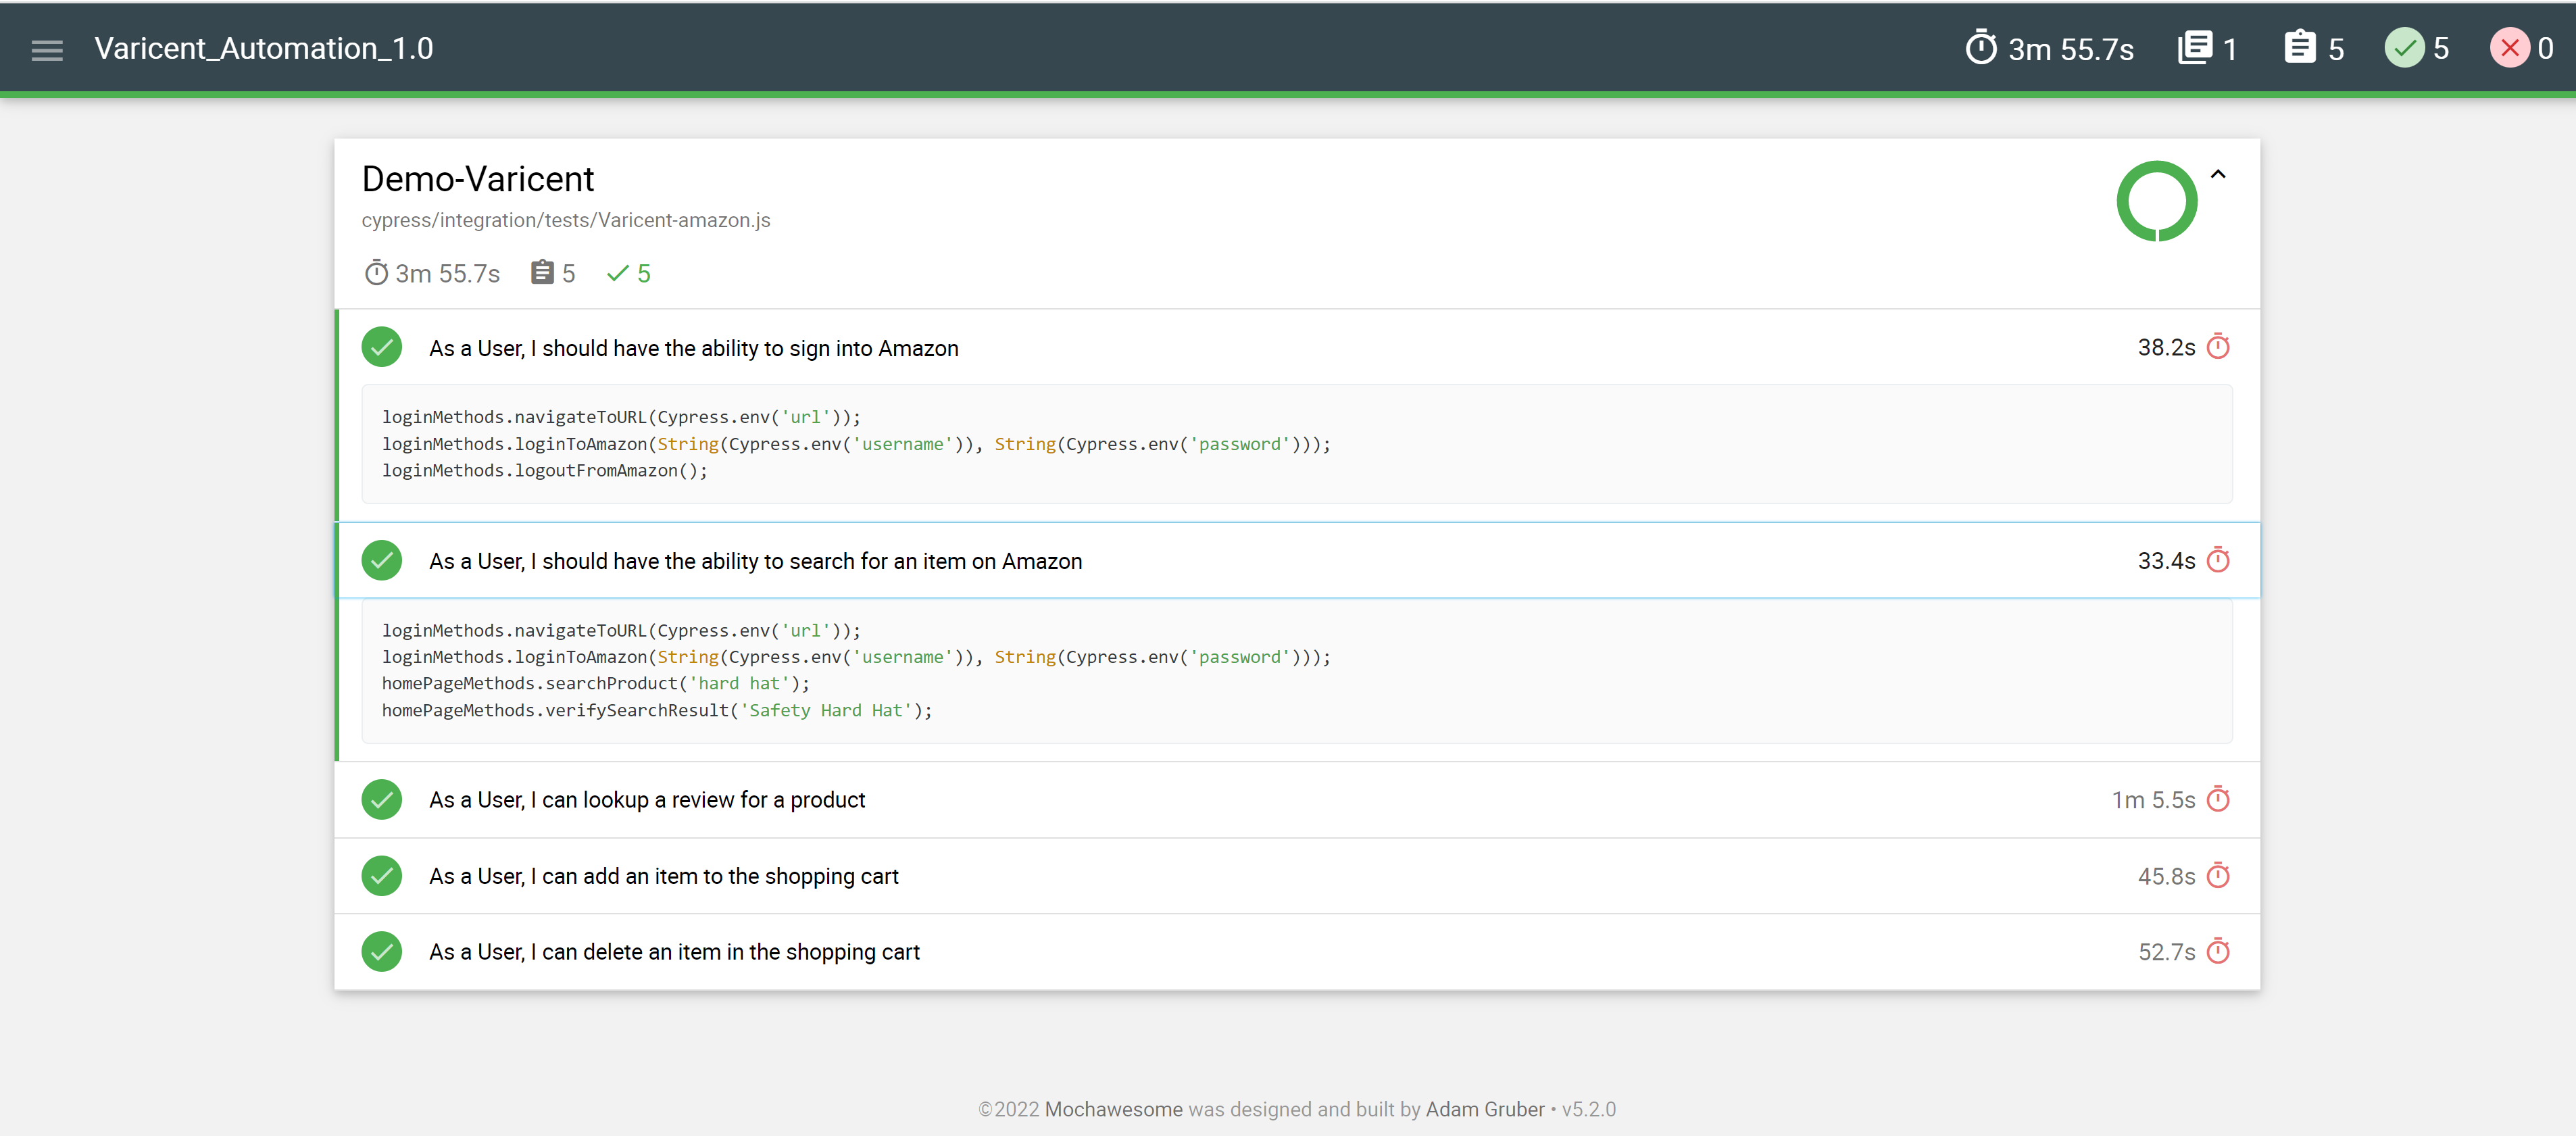 Varicent_Automation_1.0
3m 55.7s 1 5 5 0
Demo-Varicent
cypress/integration/tests/Varicent-amazon.js
3m 55.7s 5 5
As a User, I should have the ability to sign into Amazon 38.2s
loginMethods.navigateToURL(Cypress.env('url'));
loginMethods.loginToAmazon(String(Cypress.env('username')), String(Cypress.env('password')));
loginMethods.logoutFromAmazon();
As a User, I should have the ability to search for an item on Amazon 33.4s
loginMethods.navigateToURL(Cypress.env('url'));
loginMethods.loginToAmazon(String(Cypress.env('username')), String(Cypress.env('password')));
homePageMethods.searchProduct('hard hat');
homePageMethods.verifySearchResult('Safety Hard Hat');
As a User, I can lookup a review for a product 1m 5.5s
As a User, I can add an item to the shopping cart 45.8s
As a User, I can delete an item in the shopping cart 52.7s
©2022 Mochawesome was designed and built by Adam Gruber • v5.2.0